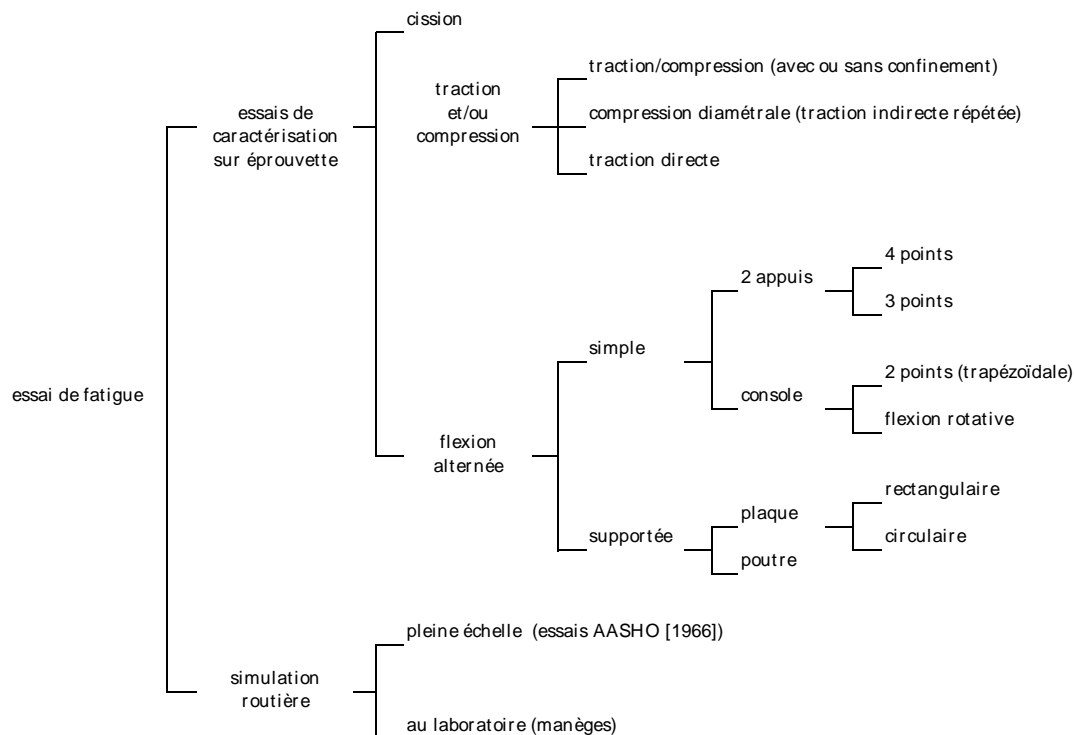 cission
traction/compression (avec ou sans confinement)
traction
et/ou
compression
compression diamétrale (traction indirecte répétée)
traction directe
essais de
caractérisation
sur éprouvette
4 points
2 appuis
3 points
simple
2 points (trapézoïdale)
console
flexion rotative
essai de fatigue
flexion
alternée
rectangulaire
plaque
circulaire
supportée
poutre
pleine échelle (essais AASHO [1966])
simulation
routière
au laboratoire (manèges)